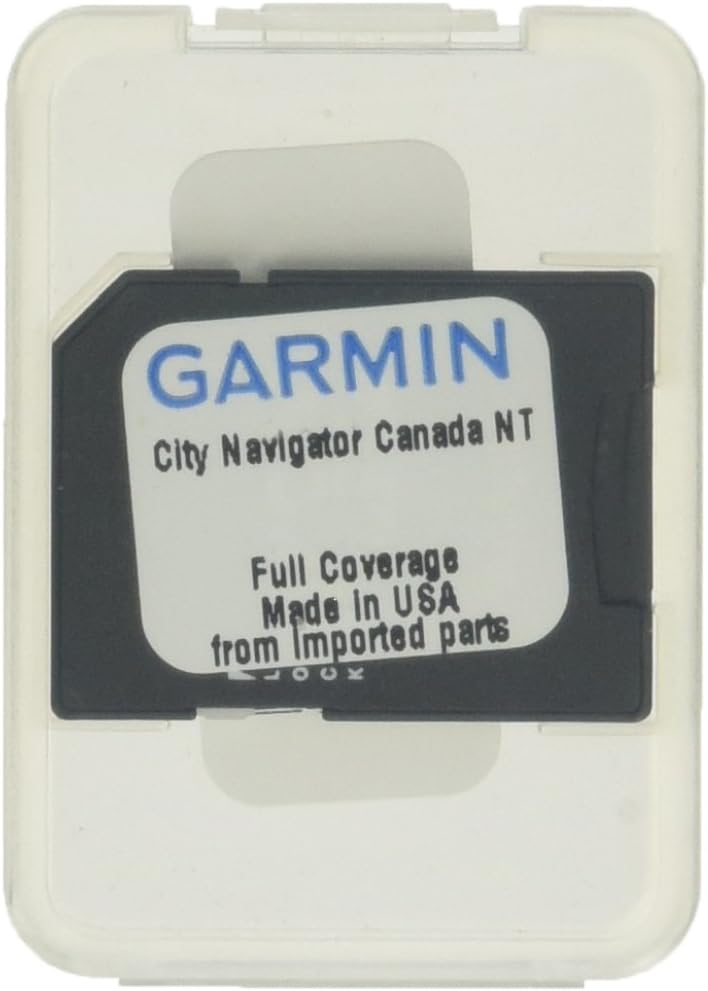 GARMIN
City Navigator Canada NT
Full Coverage
Made in USA
from Imported parts
LOCK